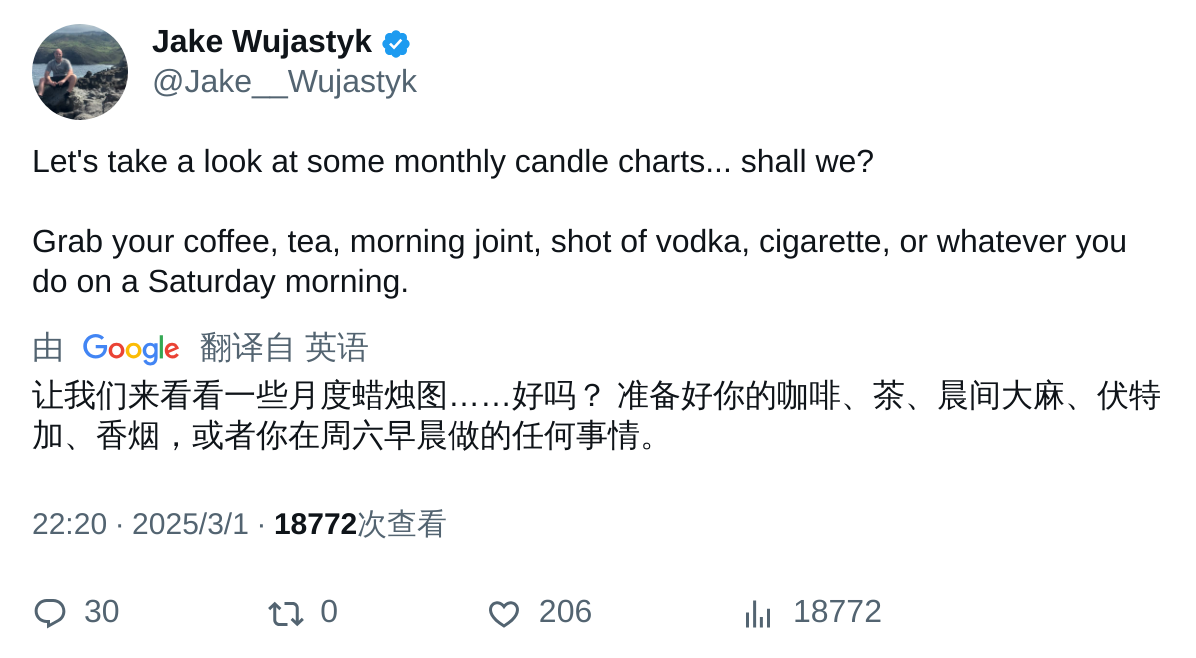 Jake Wujastyk
@Jake__Wujastyk
Let's take a look at some monthly candle charts... shall we?
Grab your coffee, tea, morning joint, shot of vodka, cigarette, or whatever you
do on a Saturday morning.
由 Google 翻译自 英语
让我们来看看一些月度蜡烛图……好吗？ 准备好你的咖啡、茶、晨间大麻、伏特
加、香烟，或者你在周六早晨做的任何事情。
22:20 · 2025/3/1 · 18772次查看
30 0 206 18772